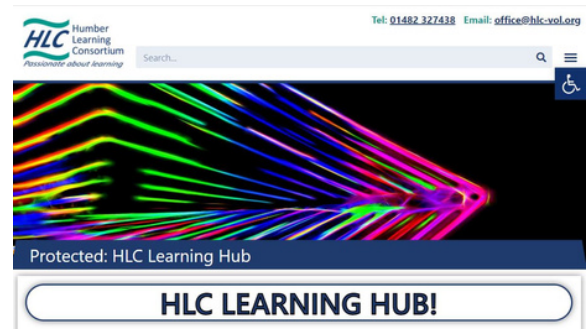 Tel: 01482 327438 Email: office@hlc-vol.org
HLC
Humber
Learning
Consortium
Passionate about learning
Search...
Protected: HLC Learning Hub
HLC LEARNING HUB!